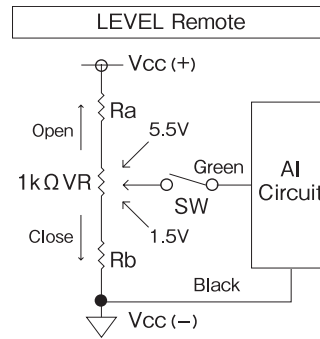 LEVEL Remote
Vcc (+)
Ra
Open
5.5V
1kΩVR
Green
SW
AI
Circuit
Close
1.5V
Rb
Black
Vcc (−)